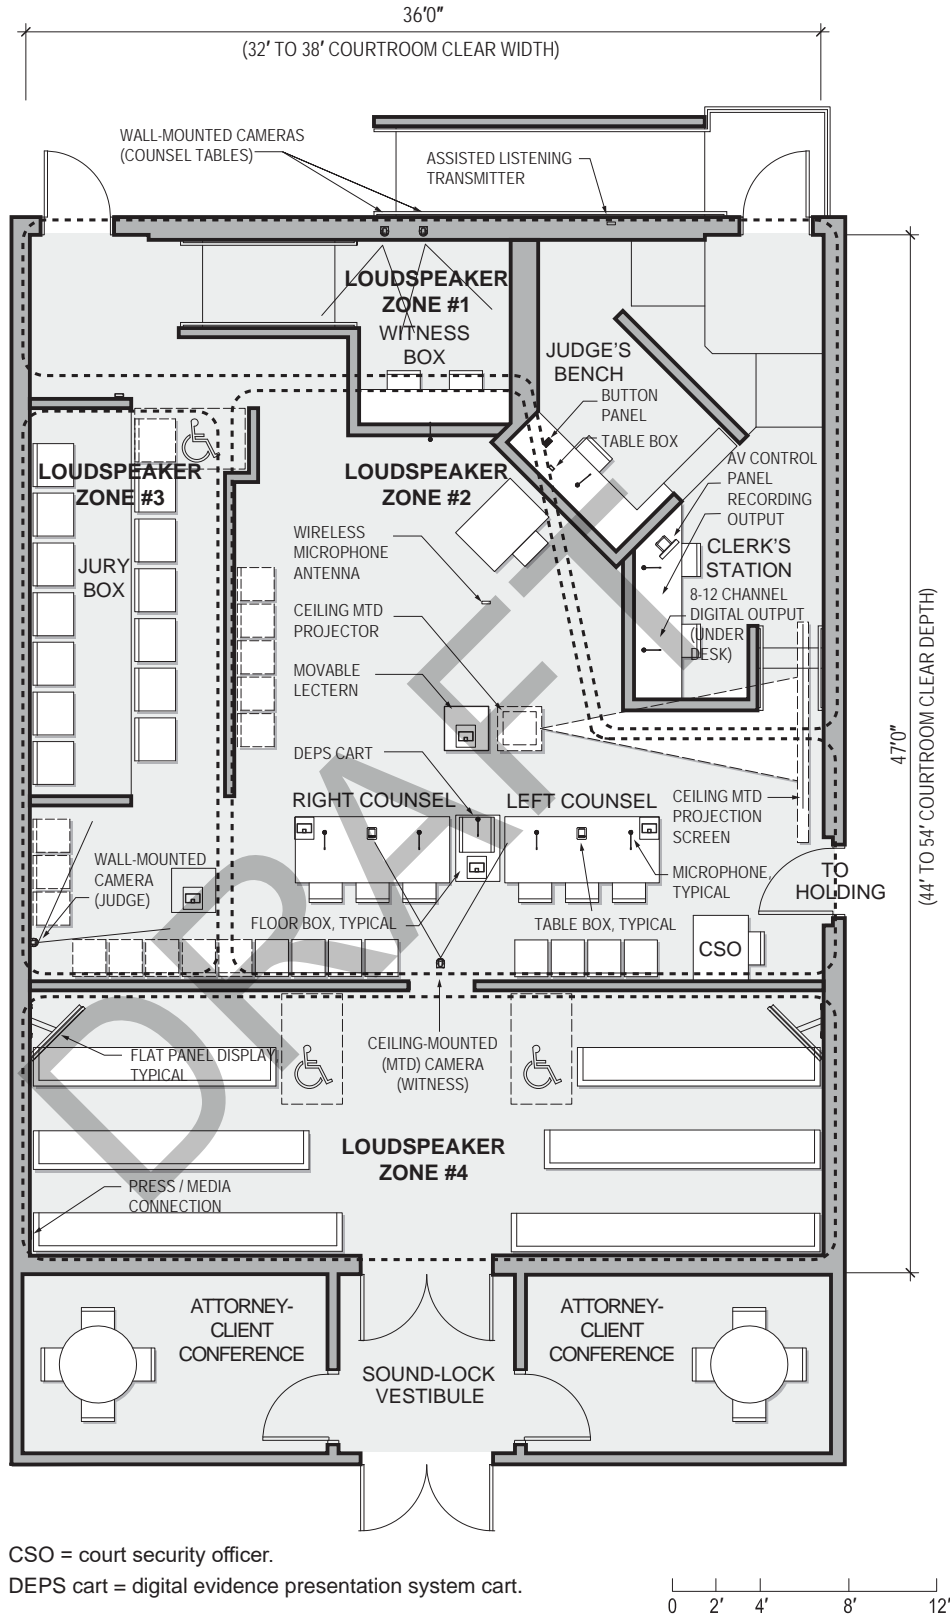 36′0″
(32′ TO 38′ COURTROOM CLEAR WIDTH)
WALL-MOUNTED CAMERAS
(COUNSEL TABLES)
ASSISTED LISTENING
TRANSMITTER
LOUDSPEAKER
ZONE #1
WITNESS
BOX
JUDGE'S
BENCH
BUTTON
PANEL
TABLE BOX
LOUDSPEAKER
ZONE #3
LOUDSPEAKER
ZONE #2
AV CONTROL
PANEL
RECORDING
OUTPUT
CLERK'S
STATION
8-12 CHANNEL
DIGITAL OUTPUT
(UNDER
DESK)
JURY
BOX
WIRELESS
MICROPHONE
ANTENNA
CEILING MTD
PROJECTOR
MOVABLE
LECTERN
DEPS CART
RIGHT COUNSEL
LEFT COUNSEL
CEILING MTD
PROJECTION
SCREEN
47′0″
(44′ TO 54′ COURTROOM CLEAR DEPTH)
WALL-MOUNTED
CAMERA
(JUDGE)
MICROPHONE,
TYPICAL
TO
HOLDING
FLOOR BOX, TYPICAL
TABLE BOX, TYPICAL
CSO
DRAFT
FLAT PANEL DISPLAY,
TYPICAL
CEILING-MOUNTED
(MTD) CAMERA
(WITNESS)
LOUDSPEAKER
ZONE #4
PRESS / MEDIA
CONNECTION
ATTORNEY-
CLIENT
CONFERENCE
SOUND-LOCK
VESTIBULE
ATTORNEY-
CLIENT
CONFERENCE
CSO = court security officer.
DEPS cart = digital evidence presentation system cart.
0 2′ 4′ 8′ 12′